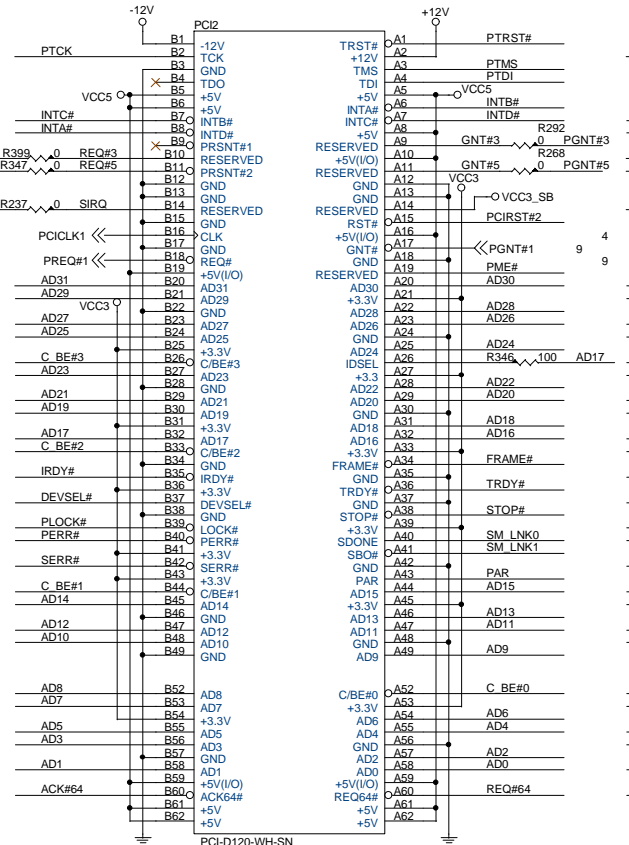 -12V +12V
PCI2
B1 -12V TRST# A1 PTRST#
PTCK B2 TCK +12V A2
B3 GND TMS A3 PTMS
B4 TDO TDI A4 PTDI
VCC5 B5 +5V +5V A5 VCC5
B6 +5V INTA# A6 INTB#
INTC# B7 INTB# INTC# A7 INTD#
INTA# B8 INTD# +5V A8
B9 PRSNT#1 RESERVED A9 GNT#3 R292 0 PGNT#3
R399 0 REQ#3 B10 RESERVED +5V(I/O) A10
R347 0 REQ#5 B11 PRSNT#2 RESERVED A11 GNT#5 R268 0 PGNT#5
B12 GND GND A12 VCC3
B13 GND GND A13
R237 0 SIRQ B14 RESERVED RESERVED A14 VCC3_SB
B15 GND RST# A15 PCIRST#2
PCICLK1 B16 CLK +5V(I/O) A16 4
B17 GND GNT# A17 PGNT#1 9
PREQ#1 B18 REQ# GND A18 9
B19 +5V(I/O) RESERVED A19 PME#
AD31 B20 AD31 AD30 A20 AD30
AD29 B21 AD29 +3.3V A21
VCC3 B22 GND AD28 A22 AD28
AD27 B23 AD27 AD26 A23 AD26
AD25 B24 AD25 GND A24
B25 +3.3V AD24 A25 AD24
C_BE#3 B26 C/BE#3 IDSEL A26 R346 100 AD17
AD23 B27 AD23 +3.3 A27
B28 GND AD22 A28 AD22
AD21 B29 AD21 AD20 A29 AD20
AD19 B30 AD19 GND A30
B31 +3.3V AD18 A31 AD18
AD17 B32 AD17 AD16 A32 AD16
C_BE#2 B33 C/BE#2 +3.3V A33
B34 GND FRAME# A34 FRAME#
IRDY# B35 IRDY# GND A35
B36 +3.3V TRDY# A36 TRDY#
DEVSEL# B37 DEVSEL# GND A37
B38 GND STOP# A38 STOP#
PLOCK# B39 LOCK# +3.3V A39
PERR# B40 PERR# SDONE A40 SM_LNK0
B41 +3.3V SBO# A41 SM_LNK1
SERR# B42 SERR# GND A42
B43 +3.3V PAR A43 PAR
C_BE#1 B44 C/BE#1 AD15 A44 AD15
AD14 B45 AD14 +3.3V A45
B46 GND AD13 A46 AD13
AD12 B47 AD12 AD11 A47 AD11
AD10 B48 AD10 GND A48
B49 GND AD9 A49 AD9
AD8 B52 AD8 C/BE#0 A52 C_BE#0
AD7 B53 AD7 +3.3V A53
B54 +3.3V AD6 A54 AD6
AD5 B55 AD5 AD4 A55 AD4
AD3 B56 AD3 GND A56
B57 GND AD2 A57 AD2
AD1 B58 AD1 AD0 A58 AD0
B59 +5V(I/O) +5V(I/O) A59
ACK#64 B60 ACK64# REQ64# A60 REQ#64
B61 +5V +5V A61
B62 +5V +5V A62
PCI-D120-WH-SN